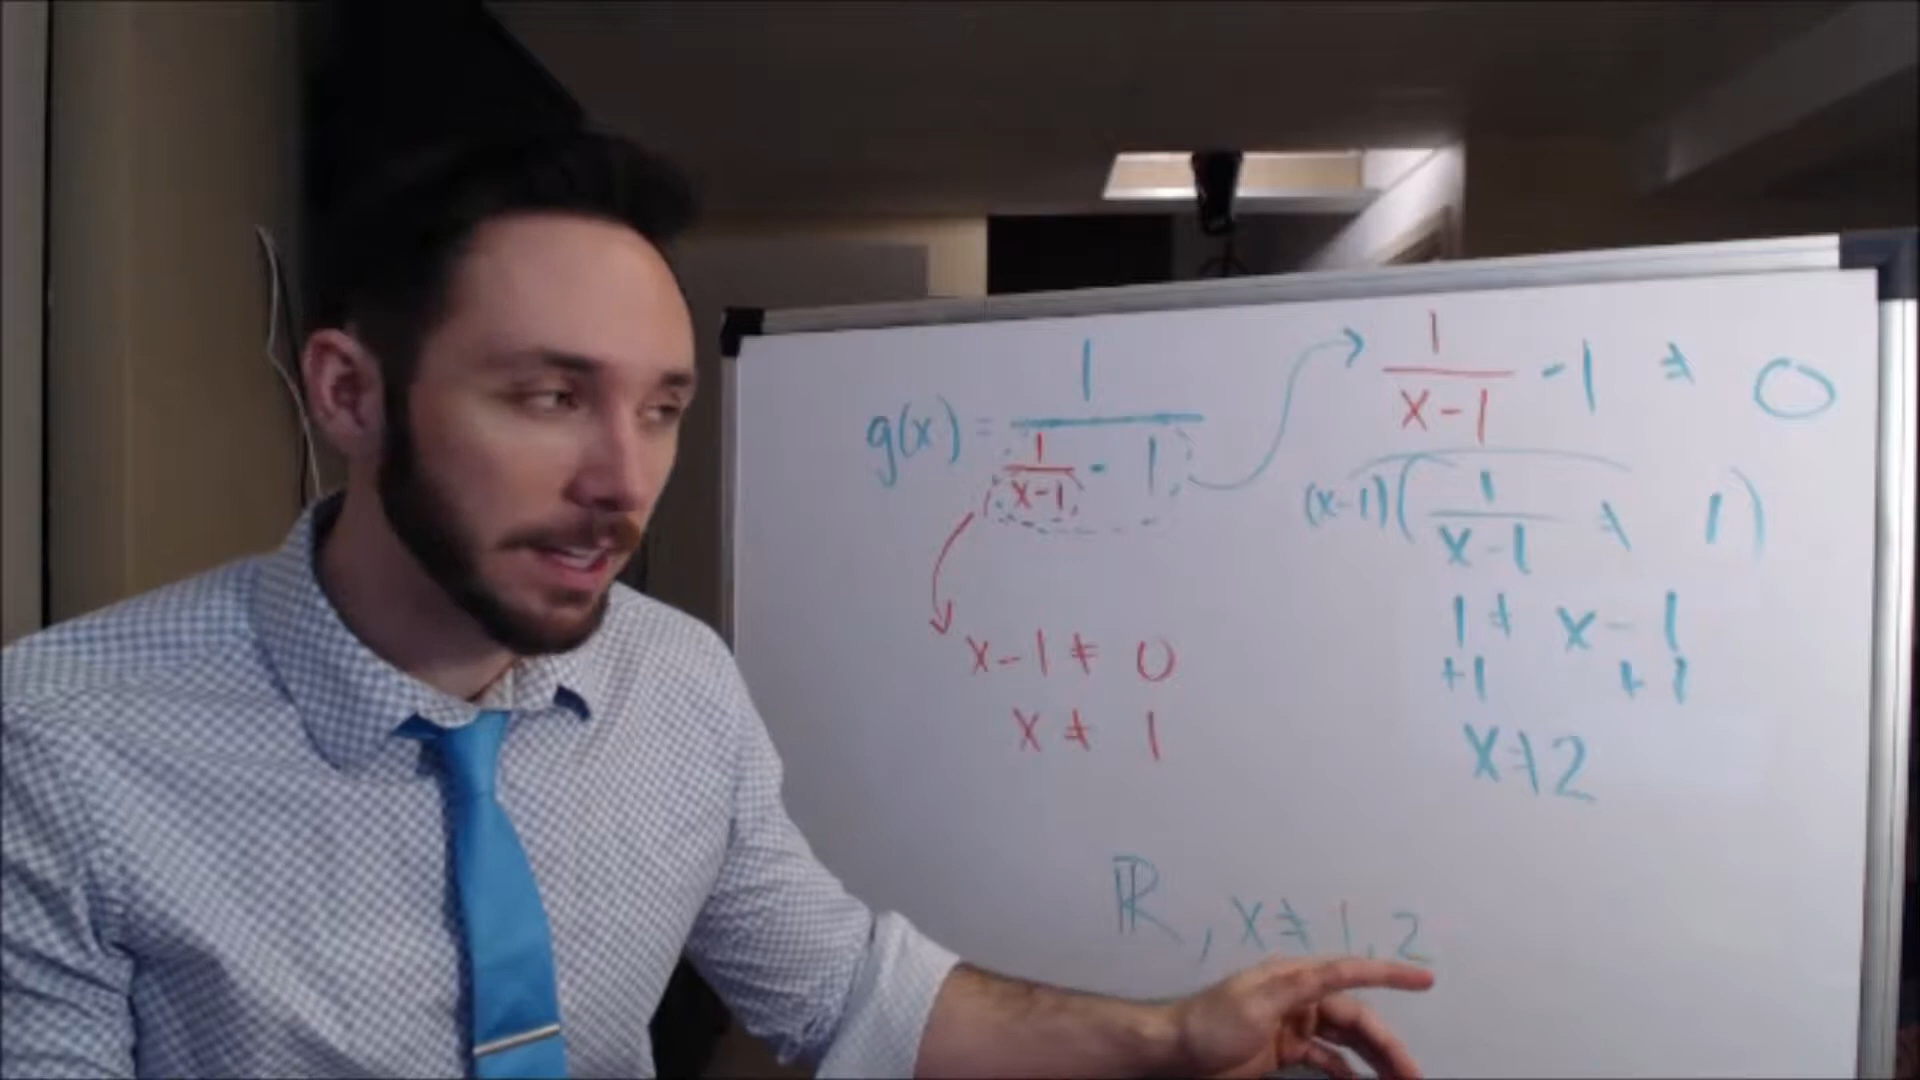 g(x) = 1 / (1/(x-1) - 1)
x-1 ≠ 0
x ≠ 1
1/(x-1) - 1 ≠ 0
(x-1)(1/(x-1) ≠ 1)
1 ≠ x-1
+1 +1
x ≠ 2
ℝ, x ≠ 1, 2